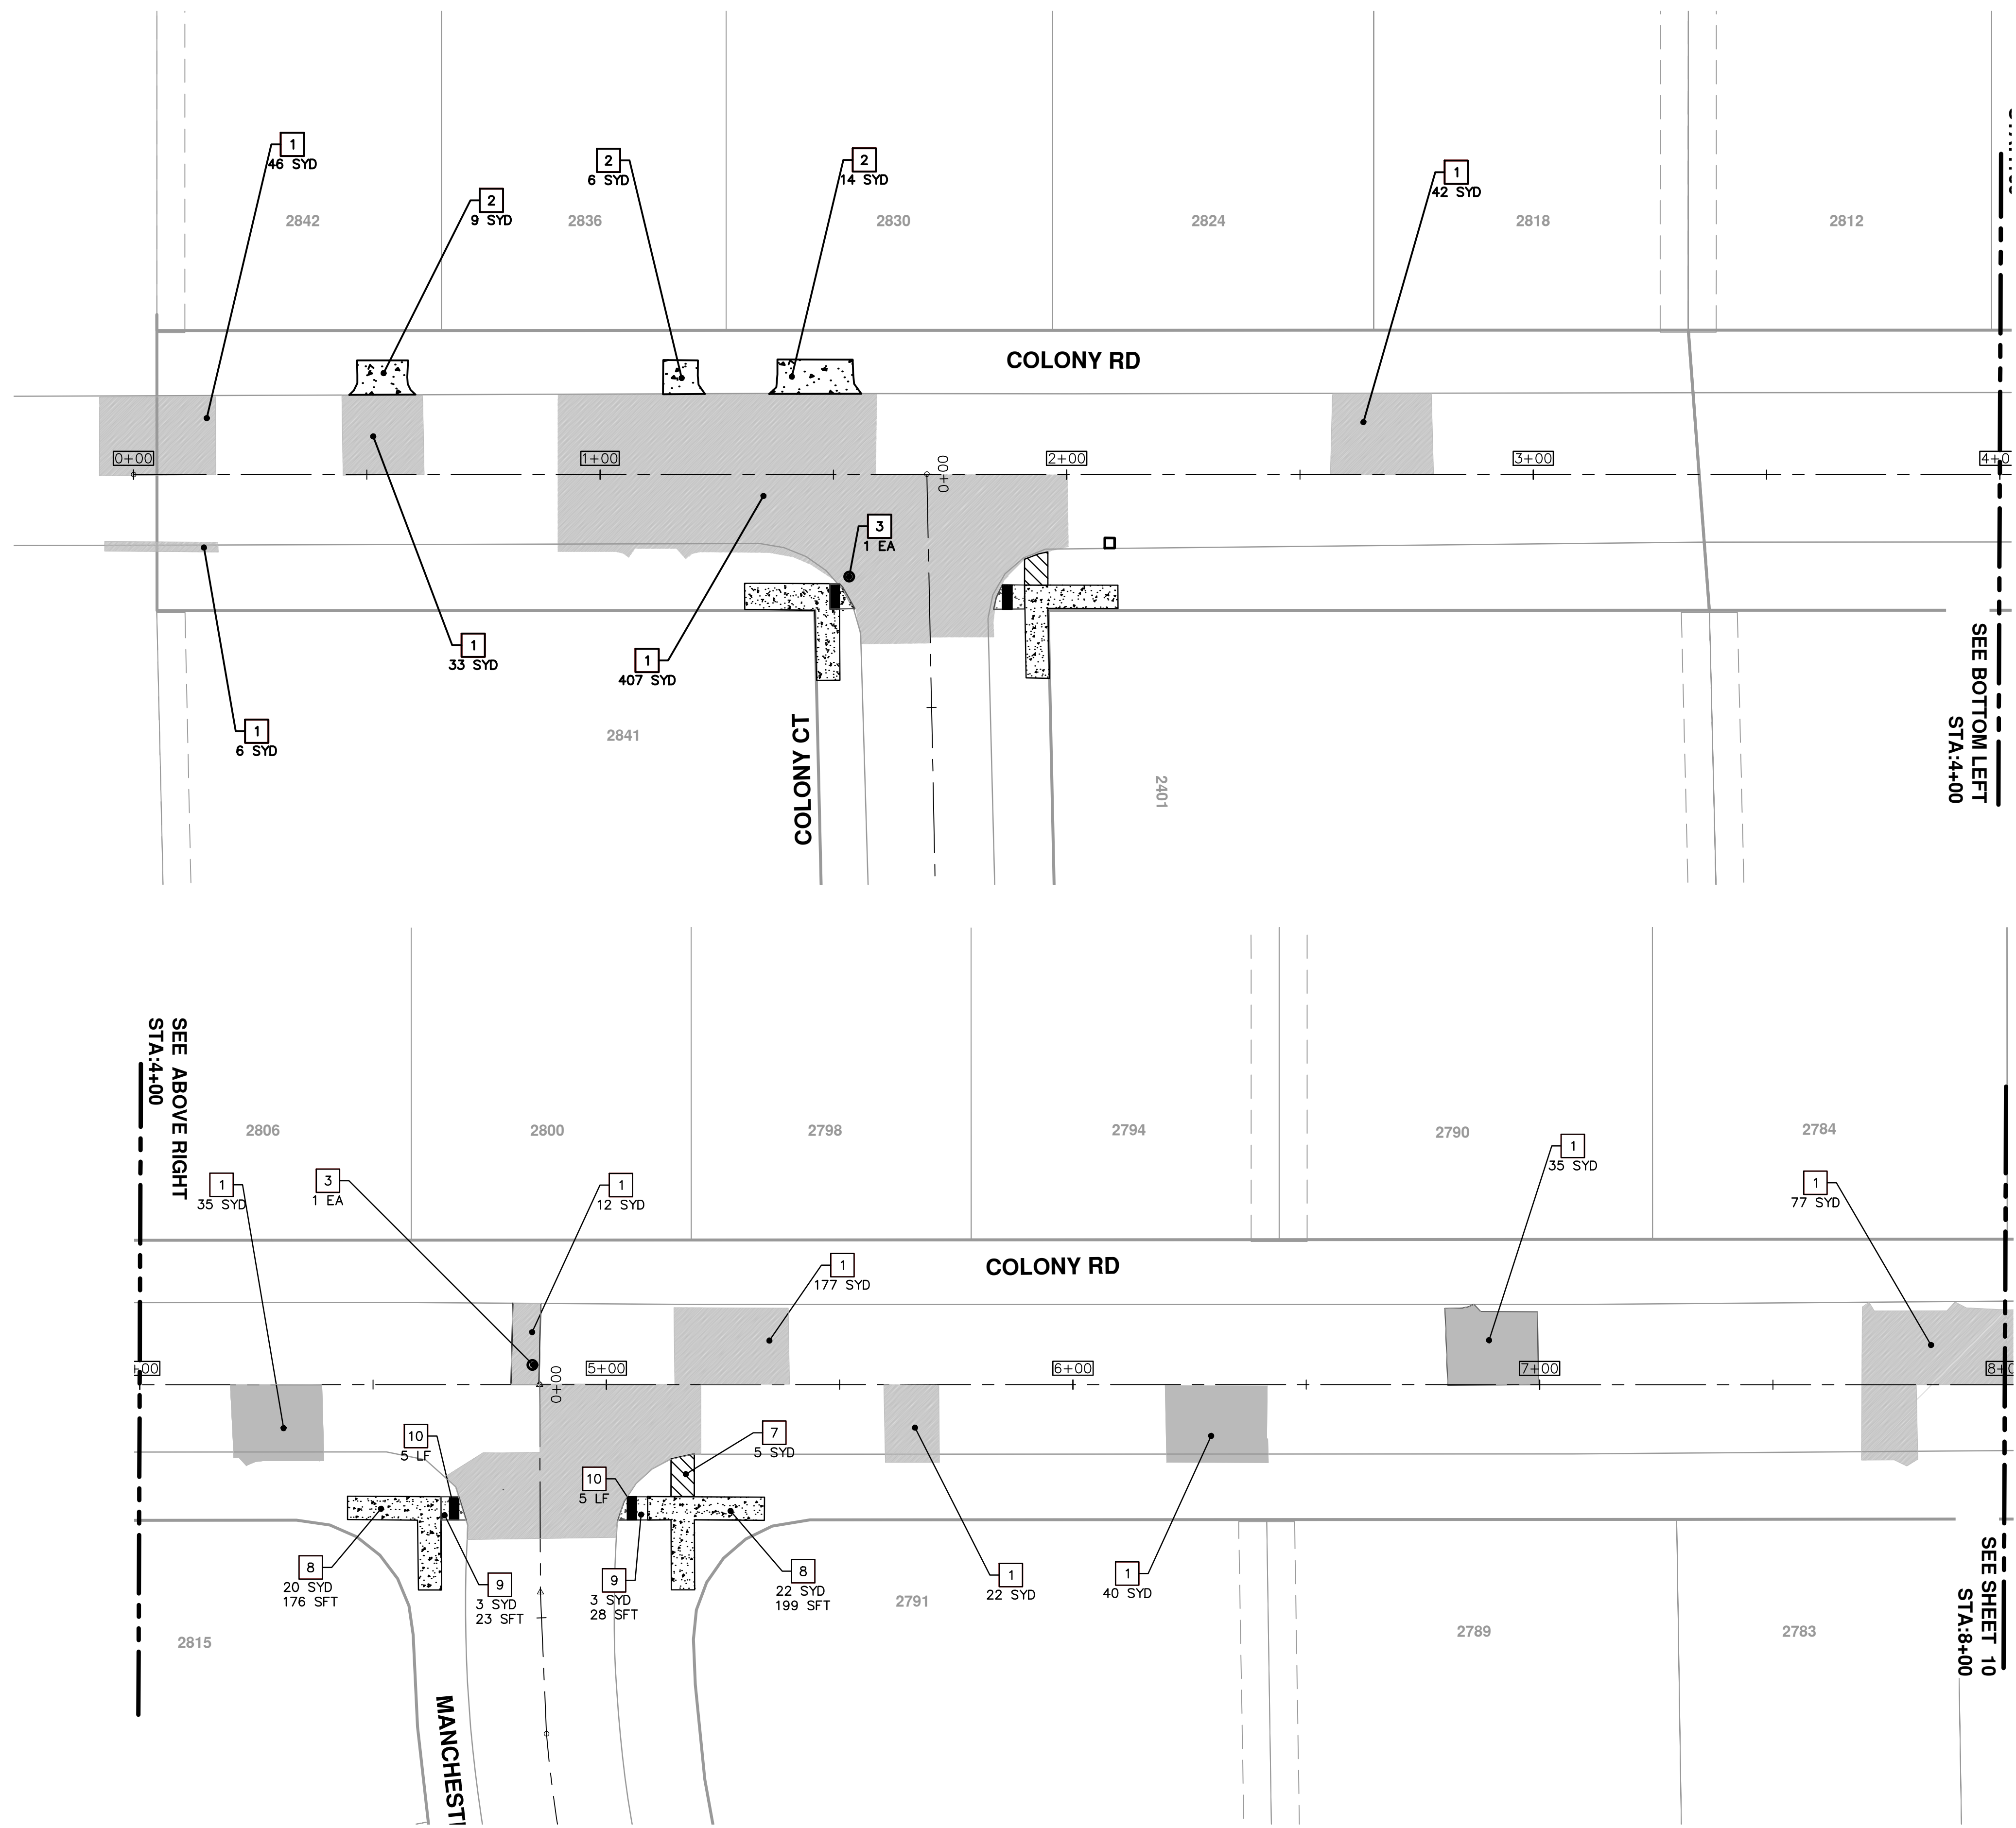 1
46 SYD
2
9 SYD
2
6 SYD
2
14 SYD
1
42 SYD
2842
2836
2830
2824
2818
2812
COLONY RD
0+00
1+00
2+00
3+00
4+0
0+00
3
1 EA
1
33 SYD
1
407 SYD
1
6 SYD
2841
COLONY CT
2401
SEE BOTTOM LEFT
STA:4+00
SEE ABOVE RIGHT
STA:4+00
2806
2800
2798
2794
2790
2784
1
35 SYD
3
1 EA
1
12 SYD
1
177 SYD
1
35 SYD
1
77 SYD
COLONY RD
+00
5+00
6+00
7+00
8+0
0+00
10
5 LF
10
5 LF
7
5 SYD
8
20 SYD
176 SFT
9
3 SYD
23 SFT
9
3 SYD
28 SFT
8
22 SYD
199 SFT
1
22 SYD
1
40 SYD
2815
2791
2789
2783
MANCHEST
SEE SHEET 10
STA:8+00